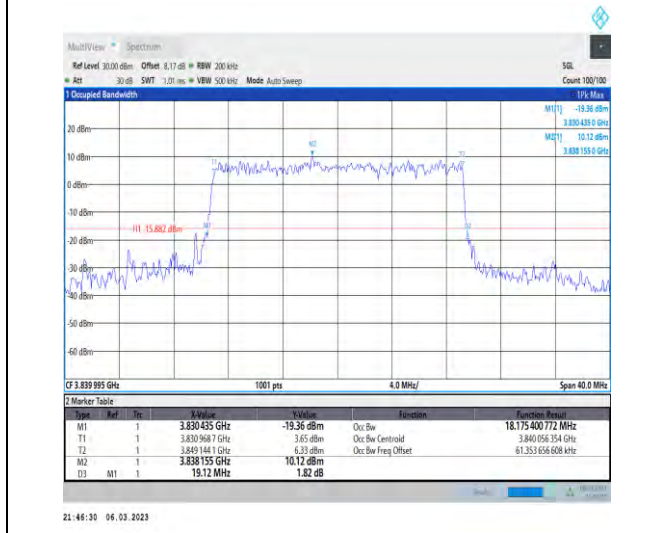 MultiView Spectrum
Ref Level 30.00 dBm Offset 8.17 dB RBW 200 kHz SGL
Att 30 dB SWT 1.01 ms VBW 500 kHz Mode Auto Sweep Count 100/100
1 Occupied Bandwidth 1Pk Max
M1[1] -19.36 dBm
3.830 435 0 GHz
M2[1] 10.12 dBm
3.838 155 0 GHz
20 dBm
M2
10 dBm
T1
0 dBm
-10 dBm
H1 -15.882 dBm
-20 dBm
-30 dBm
-40 dBm
-50 dBm
-60 dBm
CF 3.839 995 GHz 1001 pts 4.0 MHz/ Span 40.0 MHz
2 Marker Table
Type Ref Trc X-Value Y-Value Function Function Result
M1 1 3.830 435 GHz -19.36 dBm Occ Bw 18.175 400 772 MHz
T1 1 3.830 968 7 GHz 3.65 dBm Occ Bw Centroid 3.840 056 354 GHz
T2 1 3.849 144 1 GHz 6.33 dBm Occ Bw Freq Offset 61.353 656 608 kHz
M2 1 3.838 155 GHz 10.12 dBm
D3 M1 1 19.12 MHz 1.82 dB
21:46:30 06.03.2023